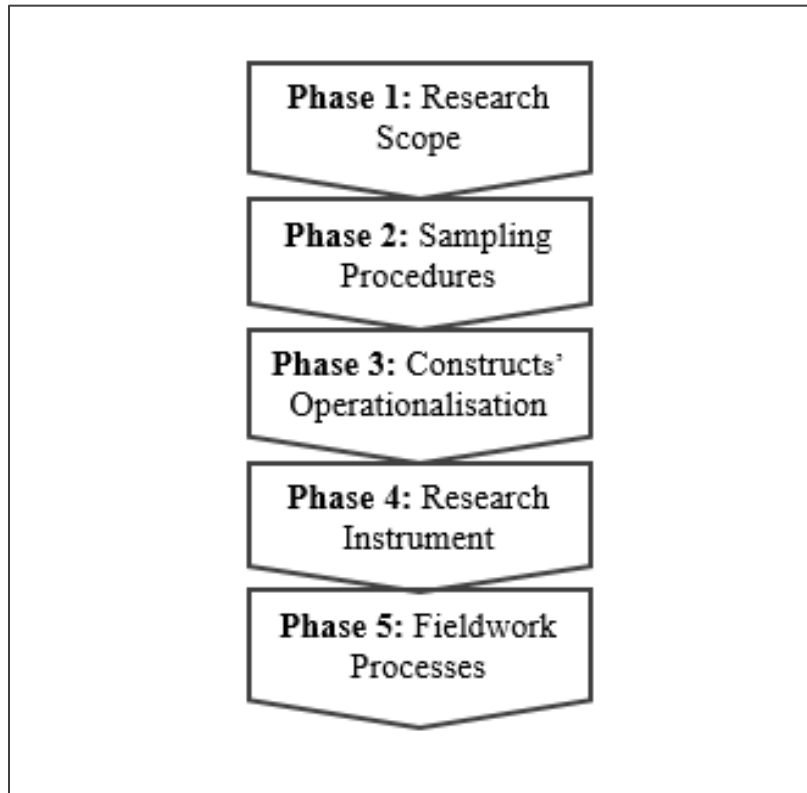 Phase 1: Research
Scope
Phase 2: Sampling
Procedures
Phase 3: Constructs’
Operationalisation
Phase 4: Research
Instrument
Phase 5: Fieldwork
Processes